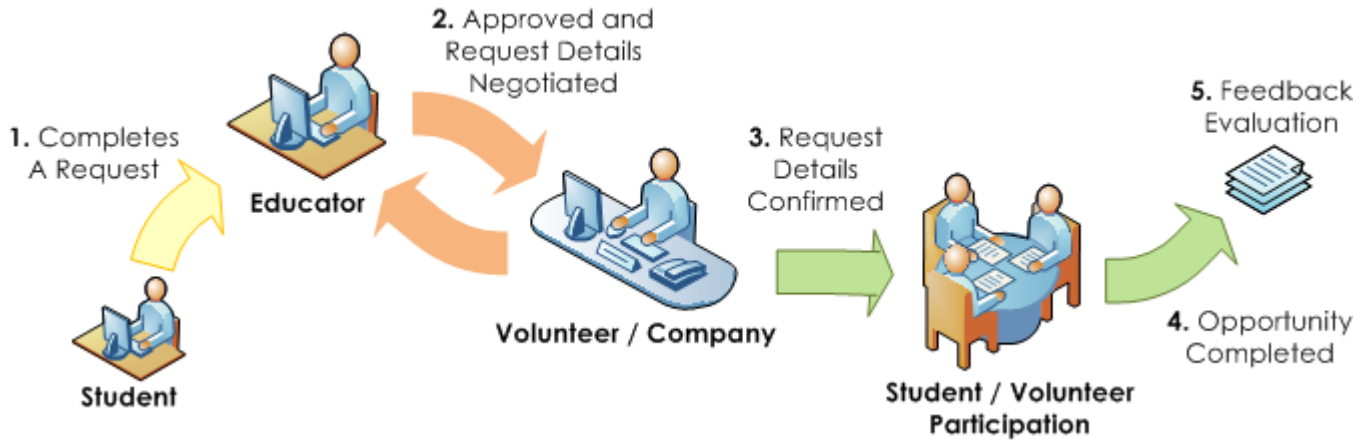 1. Completes
A Request
Student
Educator
2. Approved and
Request Details
Negotiated
Volunteer / Company
3. Request
Details
Confirmed
Student / Volunteer
Participation
4. Opportunity
Completed
5. Feedback
Evaluation